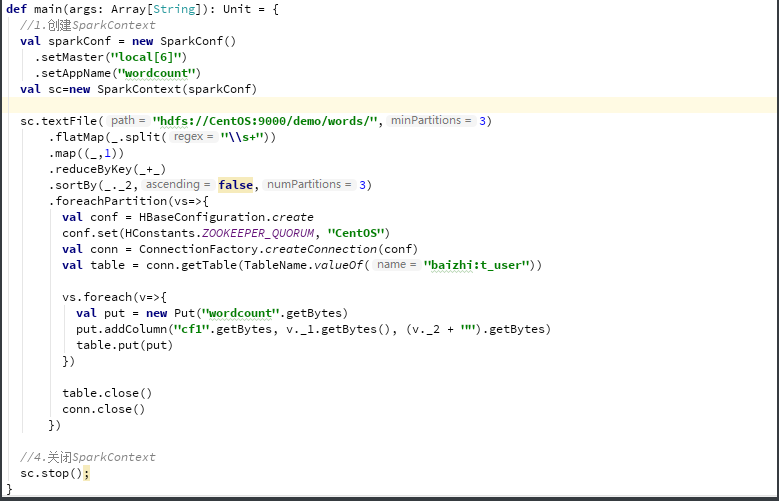 def main(args: Array[String]): Unit = {
  //1.创建SparkContext
  val sparkConf = new SparkConf()
    .setMaster("local[6]")
    .setAppName("wordcount")
  val sc=new SparkContext(sparkConf)

  sc.textFile( path = "hdfs://CentOS:9000/demo/words/", minPartitions = 3)
      .flatMap(_.split( regex = "\\s+"))
      .map((_,1))
      .reduceByKey(_+_)
      .sortBy(_._2, ascending = false, numPartitions = 3)
      .foreachPartition(vs=>{
        val conf = HBaseConfiguration.create
        conf.set(HConstants.ZOOKEEPER_QUORUM, "CentOS")
        val conn = ConnectionFactory.createConnection(conf)
        val table = conn.getTable(TableName.valueOf( name = "baizhi:t_user"))

        vs.foreach(v=>{
          val put = new Put("wordcount".getBytes)
          put.addColumn("cf1".getBytes, v._1.getBytes(), (v._2 + "").getBytes)
          table.put(put)
        })

        table.close()
        conn.close()
      })

  //4.关闭SparkContext
  sc.stop();
}